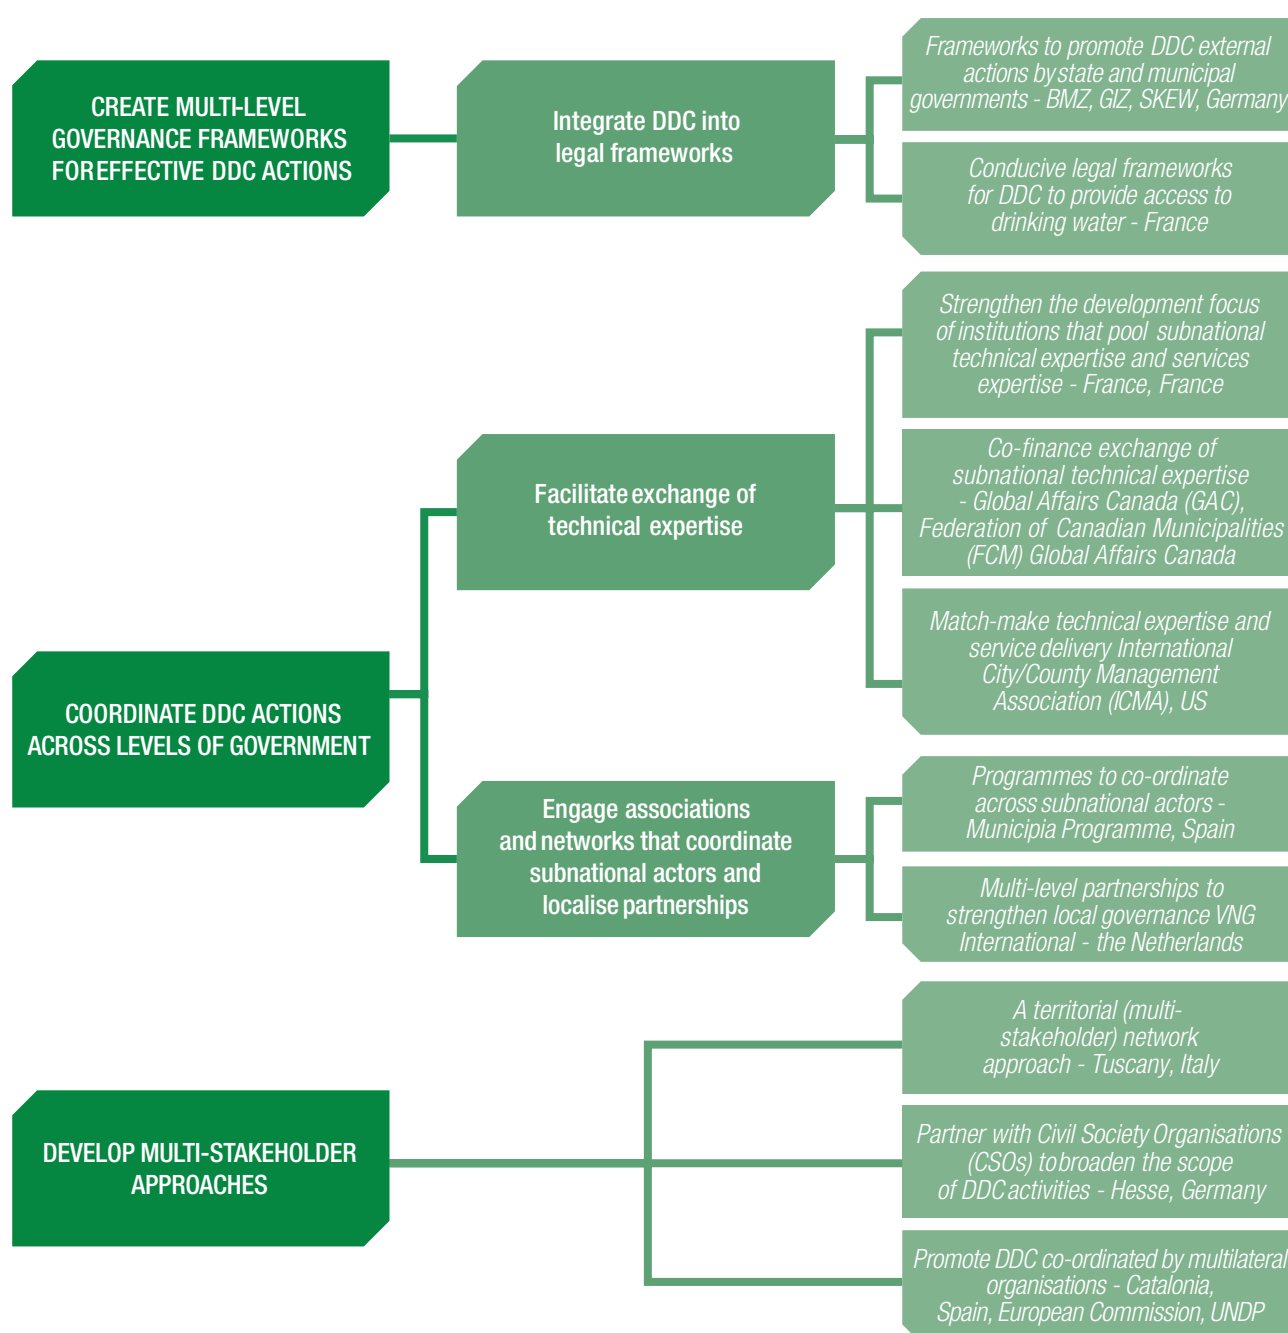 CREATE MULTI-LEVEL
GOVERNANCE FRAMEWORKS
FOR EFFECTIVE DDC ACTIONS
Integrate DDC into
legal frameworks
Frameworks to promote DDC external
actions by state and municipal
governments - BMZ, GIZ, SKEW, Germany
Conducive legal frameworks
for DDC to provide access to
drinking water - France
COORDINATE DDC ACTIONS
ACROSS LEVELS OF GOVERNMENT
Facilitate exchange of
technical expertise
Strengthen the development focus
of institutions that pool subnational
technical expertise and services
expertise - France, France
Co-finance exchange of
subnational technical expertise
- Global Affairs Canada (GAC),
Federation of Canadian Municipalities
(FCM) Global Affairs Canada
Match-make technical expertise and
service delivery International
City/County Management
Association (ICMA), US
Engage associations
and networks that coordinate
subnational actors and
localise partnerships
Programmes to co-ordinate
across subnational actors -
Municipia Programme, Spain
Multi-level partnerships to
strengthen local governance VNG
International - the Netherlands
DEVELOP MULTI-STAKEHOLDER
APPROACHES
A territorial (multi-
stakeholder) network
approach - Tuscany, Italy
Partner with Civil Society Organisations
(CSOs) to broaden the scope
of DDC activities - Hesse, Germany
Promote DDC co-ordinated by multilateral
organisations - Catalonia,
Spain, European Commission, UNDP